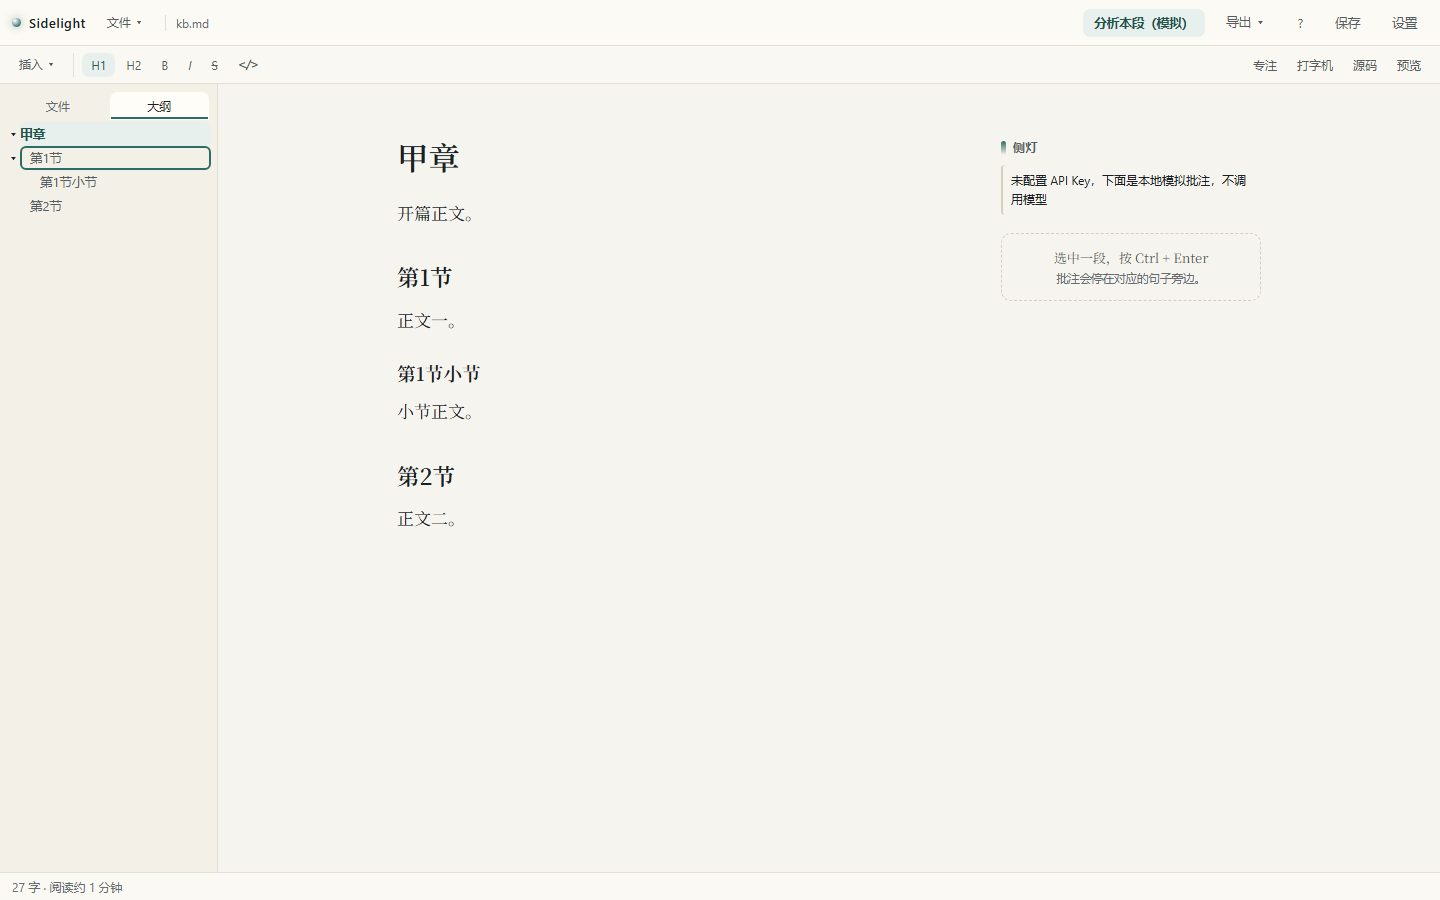 Sidelight 文件 kb.md 分析本段（模拟） 导出 ? 保存 设置
插入 H1 H2 B I S </> 专注 打字机 源码 预览
文件 大纲
甲章
第1节
第1节小节
第2节
甲章
开篇正文。
第1节
正文一。
第1节小节
小节正文。
第2节
正文二。
侧灯
未配置 API Key，下面是本地模拟批注，不调
用模型
选中一段，按 Ctrl + Enter
批注会停在对应的句子旁边。
27 字 · 阅读约 1 分钟